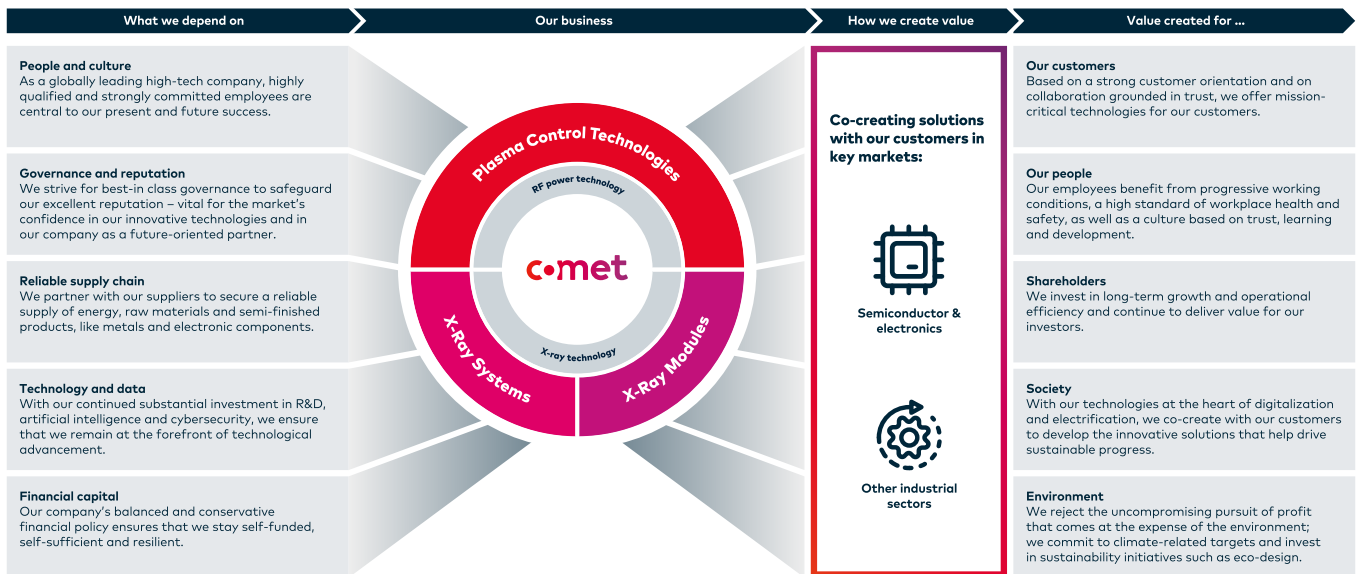 What we depend on
Our business
How we create value
Value created for ...
People and culture
As a globally leading high-tech company, highly
qualified and strongly committed employees are
central to our present and future success.
Governance and reputation
We strive for best-in class governance to safeguard
our excellent reputation – vital for the market's
confidence in our innovative technologies and in
our company as a future-oriented partner.
Reliable supply chain
We partner with our suppliers to secure a reliable
supply of energy, raw materials and semi-finished
products, like metals and electronic components.
Technology and data
With our continued substantial investment in R&D,
artificial intelligence and cybersecurity, we ensure
that we remain at the forefront of technological
advancement.
Financial capital
Our company's balanced and conservative
financial policy ensures that we stay self-funded,
self-sufficient and resilient.
Plasma Control Technologies
RF power technology
comet
X-ray technology
X-Ray Systems
X-Ray Modules
Co-creating solutions
with our customers in
key markets:
Semiconductor &
electronics
Other industrial
sectors
Our customers
Based on a strong customer orientation and on
collaboration grounded in trust, we offer mission-
critical technologies for our customers.
Our people
Our employees benefit from progressive working
conditions, a high standard of workplace health and
safety, as well as a culture based on trust, learning
and development.
Shareholders
We invest in long-term growth and operational
efficiency and continue to deliver value for our
investors.
Society
With our technologies at the heart of digitalization
and electrification, we co-create with our customers
to develop the innovative solutions that help drive
sustainable progress.
Environment
We reject the uncompromising pursuit of profit
that comes at the expense of the environment;
we commit to climate-related targets and invest
in sustainability initiatives such as eco-design.